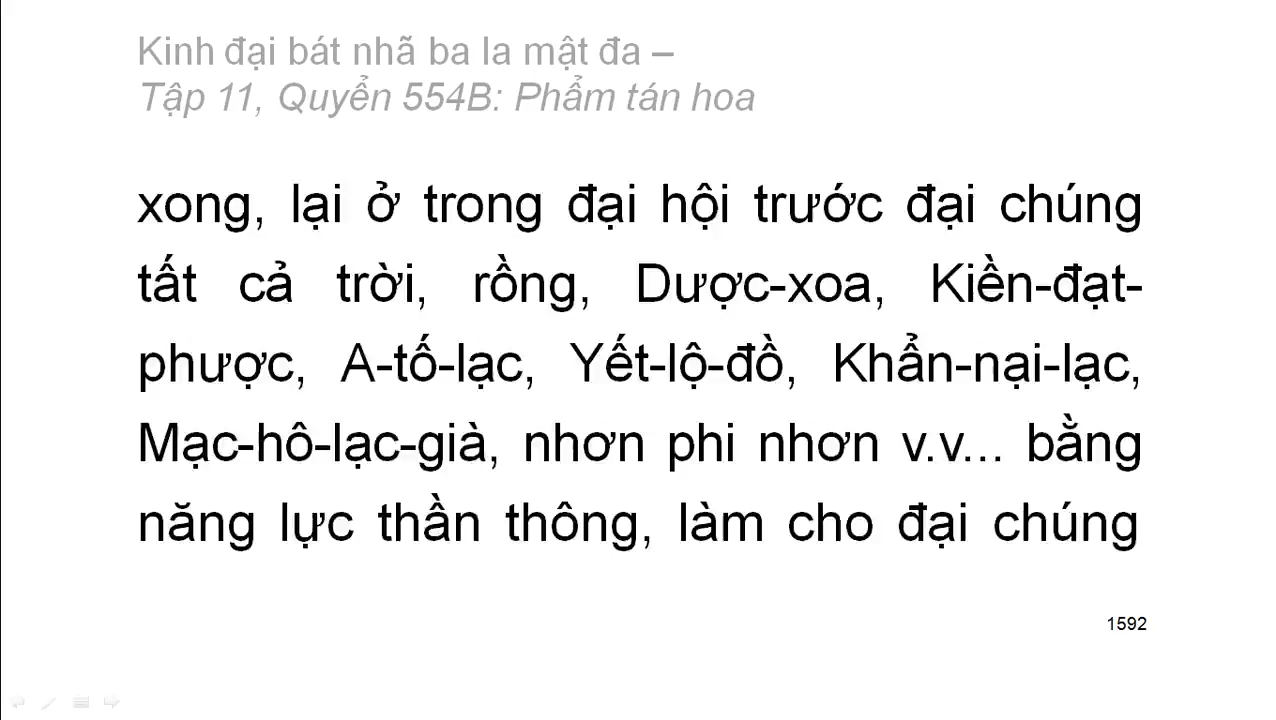 Kinh đại bát nhã ba la mật đa –
Tập 11, Quyển 554B: Phẩm tán hoa
xong, lại ở trong đại hội trước đại chúng
tất cả trời, rồng, Dược-xoa, Kiền-đạt-
phược, A-tố-lạc, Yết-lộ-đồ, Khẩn-nại-lạc,
Mạc-hô-lạc-già, nhơn phi nhơn v.v... bằng
năng lực thần thông, làm cho đại chúng
1592